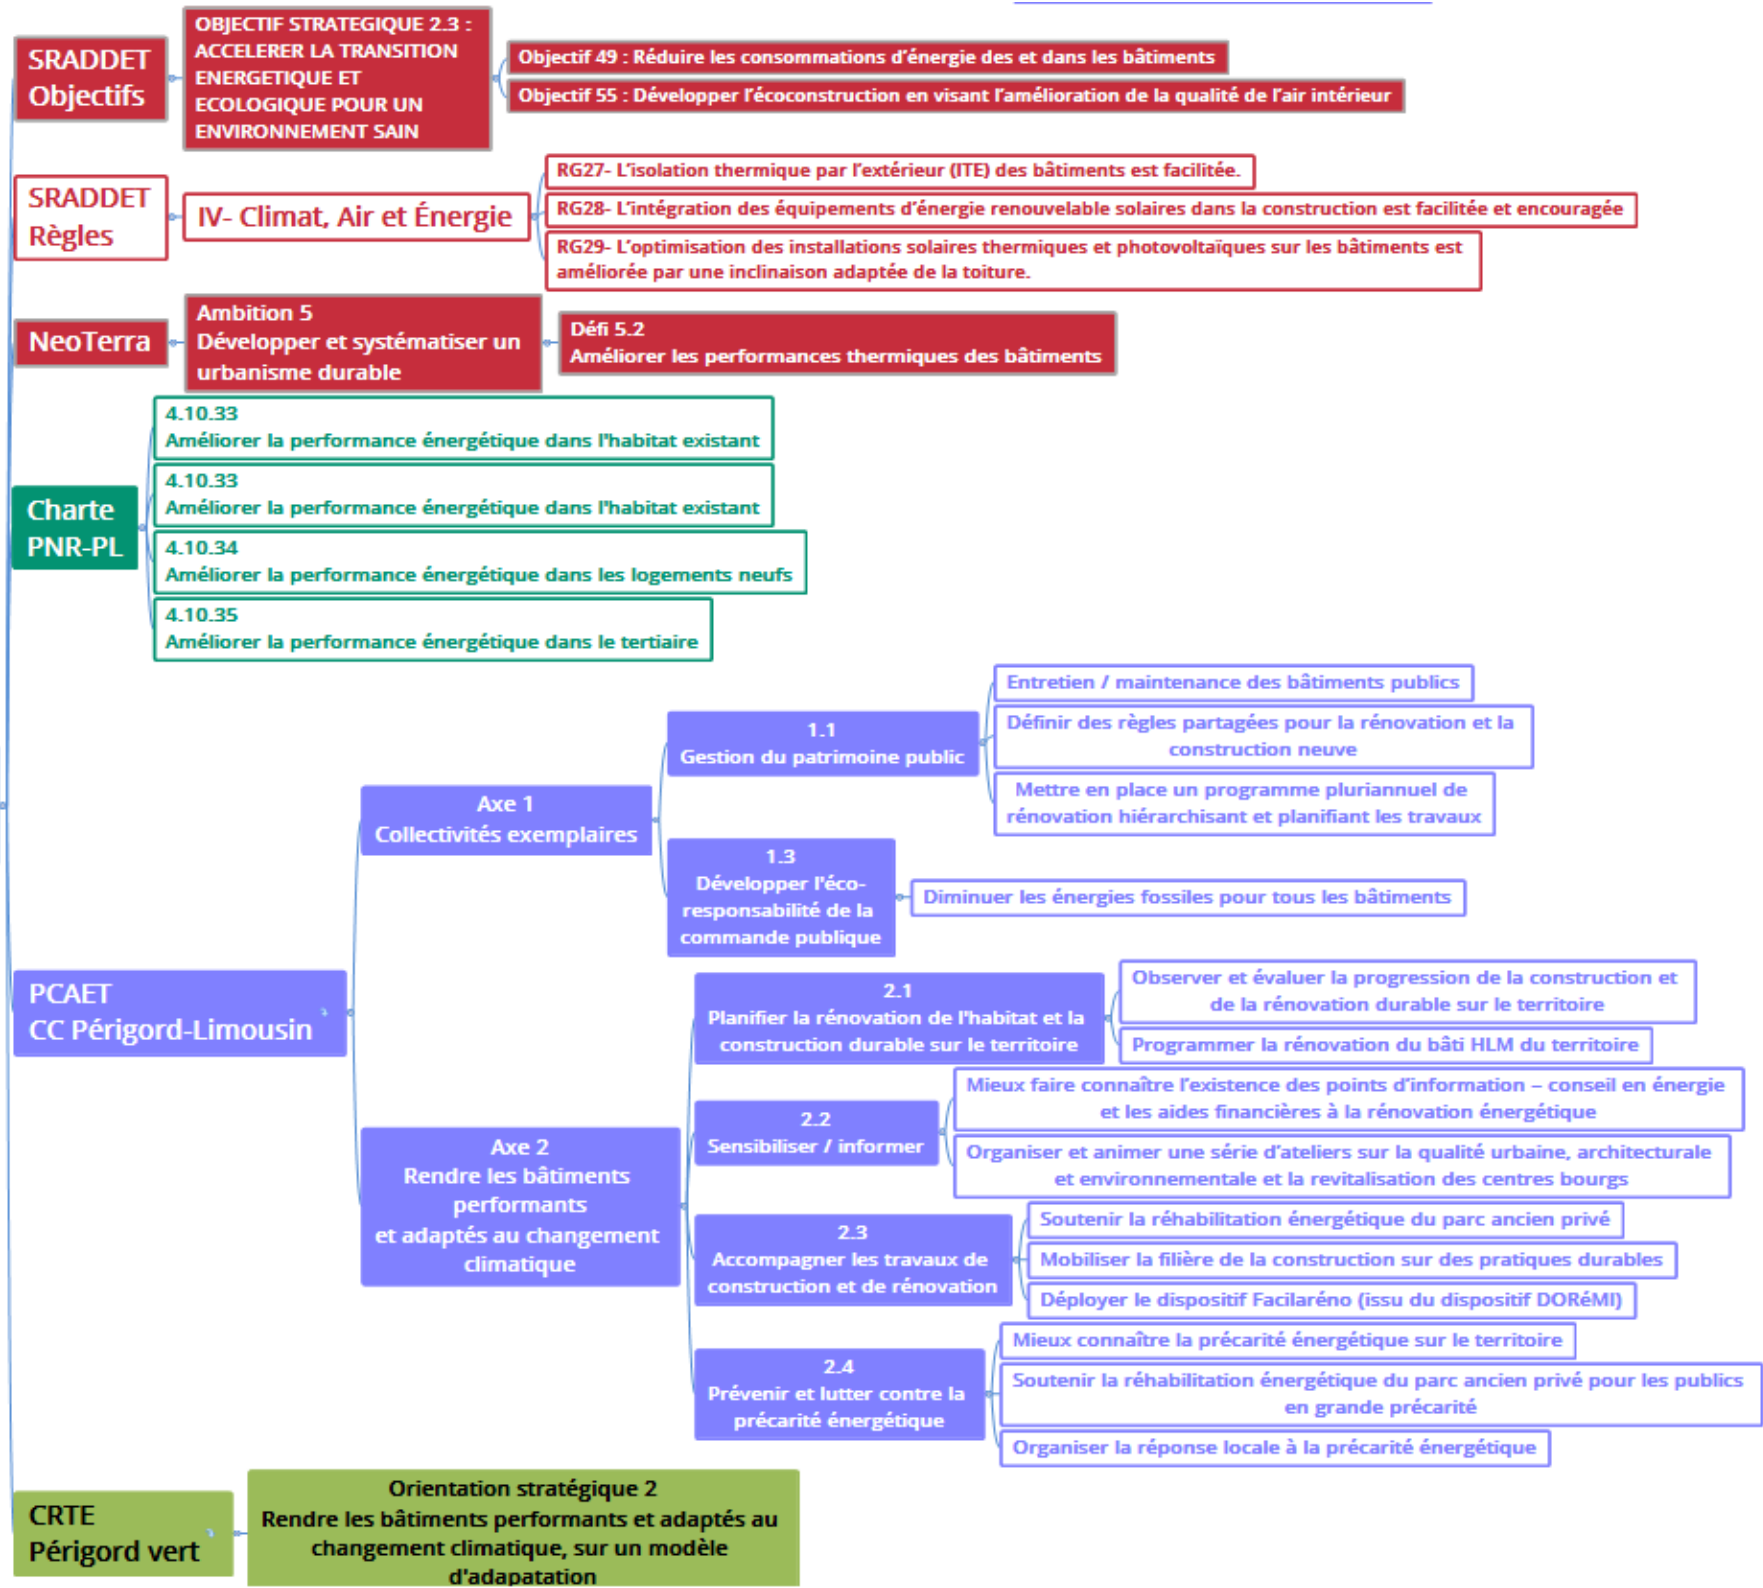 SRADDET
Objectifs
OBJECTIF STRATEGIQUE 2.3 :
ACCELERER LA TRANSITION
ENERGETIQUE ET
ECOLOGIQUE POUR UN
ENVIRONNEMENT SAIN
Objectif 49 : Réduire les consommations d’énergie des et dans les bâtiments
Objectif 55 : Développer l’écoconstruction en visant l’amélioration de la qualité de l’air intérieur
SRADDET
Règles
IV- Climat, Air et Énergie
RG27- L’isolation thermique par l’extérieur (ITE) des bâtiments est facilitée.
RG28- L’intégration des équipements d’énergie renouvelable solaires dans la construction est facilitée et encouragée
RG29- L’optimisation des installations solaires thermiques et photovoltaïques sur les bâtiments est
améliorée par une inclinaison adaptée de la toiture.
NeoTerra
Ambition 5
Développer et systématiser un
urbanisme durable
Défi 5.2
Améliorer les performances thermiques des bâtiments
Charte
PNR-PL
4.10.33
Améliorer la performance énergétique dans l'habitat existant
4.10.33
Améliorer la performance énergétique dans l'habitat existant
4.10.34
Améliorer la performance énergétique dans les logements neufs
4.10.35
Améliorer la performance énergétique dans le tertiaire
PCAET
CC Périgord-Limousin
Axe 1
Collectivités exemplaires
1.1
Gestion du patrimoine public
Entretien / maintenance des bâtiments publics
Définir des règles partagées pour la rénovation et la
construction neuve
Mettre en place un programme pluriannuel de
rénovation hiérarchisant et planifiant les travaux
1.3
Développer l'éco-
responsabilité de la
commande publique
Diminuer les énergies fossiles pour tous les bâtiments
Axe 2
Rendre les bâtiments
performants
et adaptés au changement
climatique
2.1
Planifier la rénovation de l'habitat et la
construction durable sur le territoire
Observer et évaluer la progression de la construction et
de la rénovation durable sur le territoire
Programmer la rénovation du bâti HLM du territoire
2.2
Sensibiliser / informer
Mieux faire connaître l’existence des points d’information – conseil en énergie
et les aides financières à la rénovation énergétique
Organiser et animer une série d’ateliers sur la qualité urbaine, architecturale
et environnementale et la revitalisation des centres bourgs
2.3
Accompagner les travaux de
construction et de rénovation
Soutenir la réhabilitation énergétique du parc ancien privé
Mobiliser la filière de la construction sur des pratiques durables
Déployer le dispositif Facilaréno (issu du dispositif DORéMI)
2.4
Prévenir et lutter contre la
précarité énergétique
Mieux connaître la précarité énergétique sur le territoire
Soutenir la réhabilitation énergétique du parc ancien privé pour les publics
en grande précarité
Organiser la réponse locale à la précarité énergétique
CRTE
Périgord vert
Orientation stratégique 2
Rendre les bâtiments performants et adaptés au
changement climatique, sur un modèle
d'adapatation